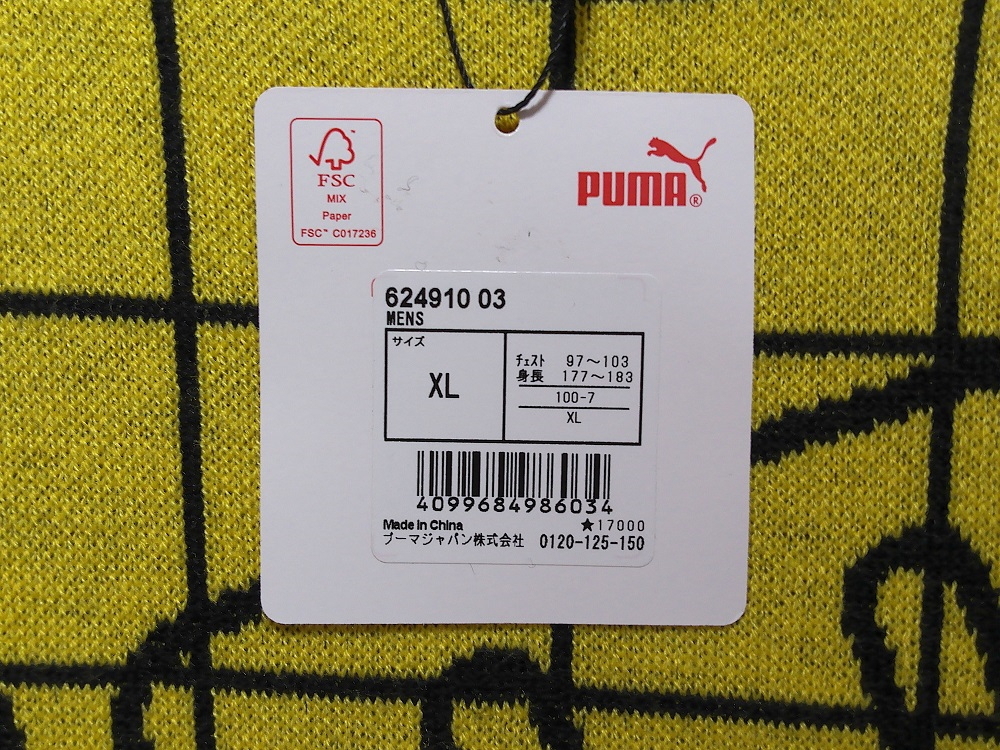 FSC
MIX
Paper
FSC™ C017236
PUMA®
624910 03
MENS
サイズ
XL
ﾁｪｽﾄ 97～103
身長 177～183
100-7
XL
4099684986034
Made in China ★17000
プーマジャパン株式会社 0120-125-150